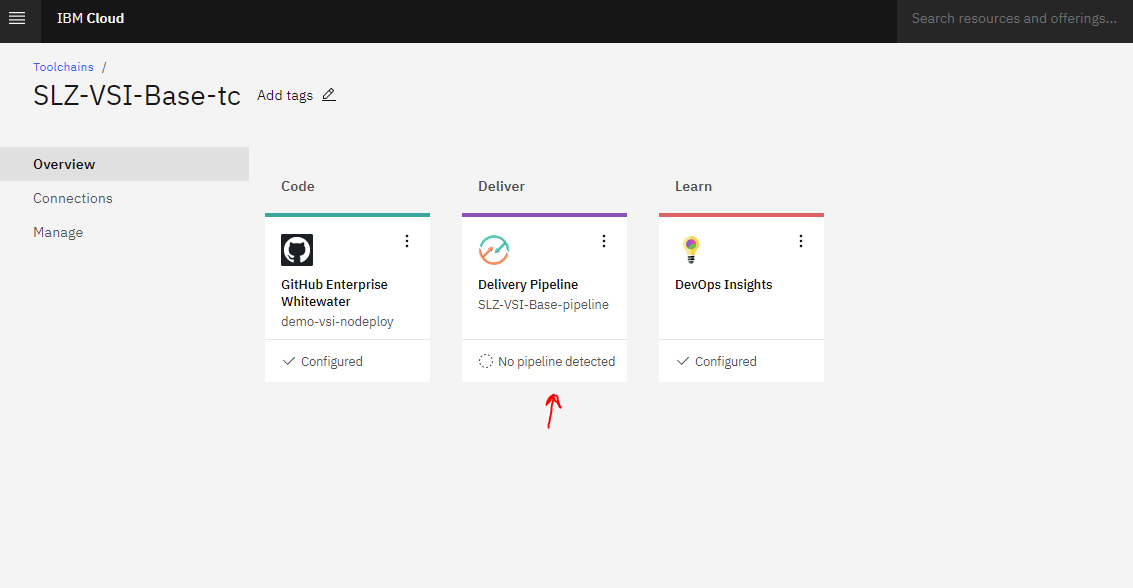 IBM Cloud
Search resources and offerings...
Toolchains /
SLZ-VSI-Base-tc
Add tags
Overview
Connections
Manage
Code
GitHub Enterprise
Whitewater
demo-vsi-nodeploy
Configured
Deliver
Delivery Pipeline
SLZ-VSI-Base-pipeline
No pipeline detected
Learn
DevOps Insights
Configured